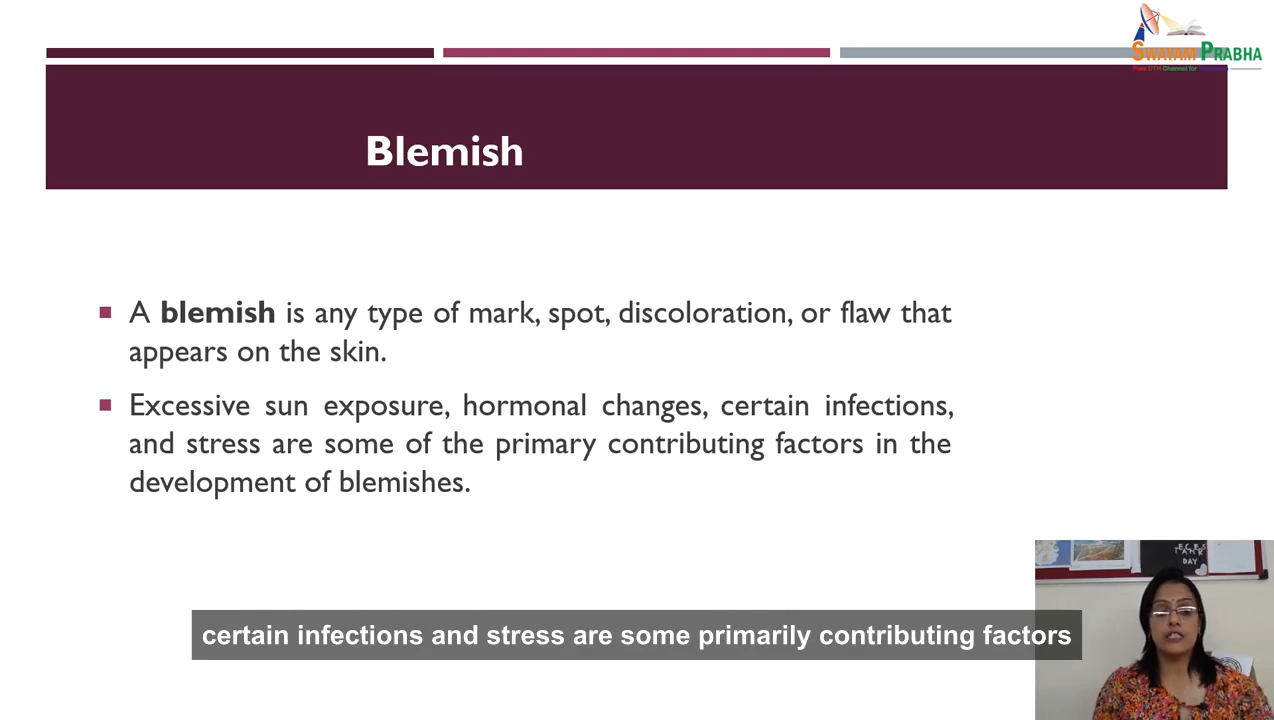 SWAYAM PRABHA
Blemish
A blemish is any type of mark, spot, discoloration, or flaw that
appears on the skin.
Excessive sun exposure, hormonal changes, certain infections,
and stress are some of the primary contributing factors in the
development of blemishes.
DAY
certain infections and stress are some primarily contributing factors